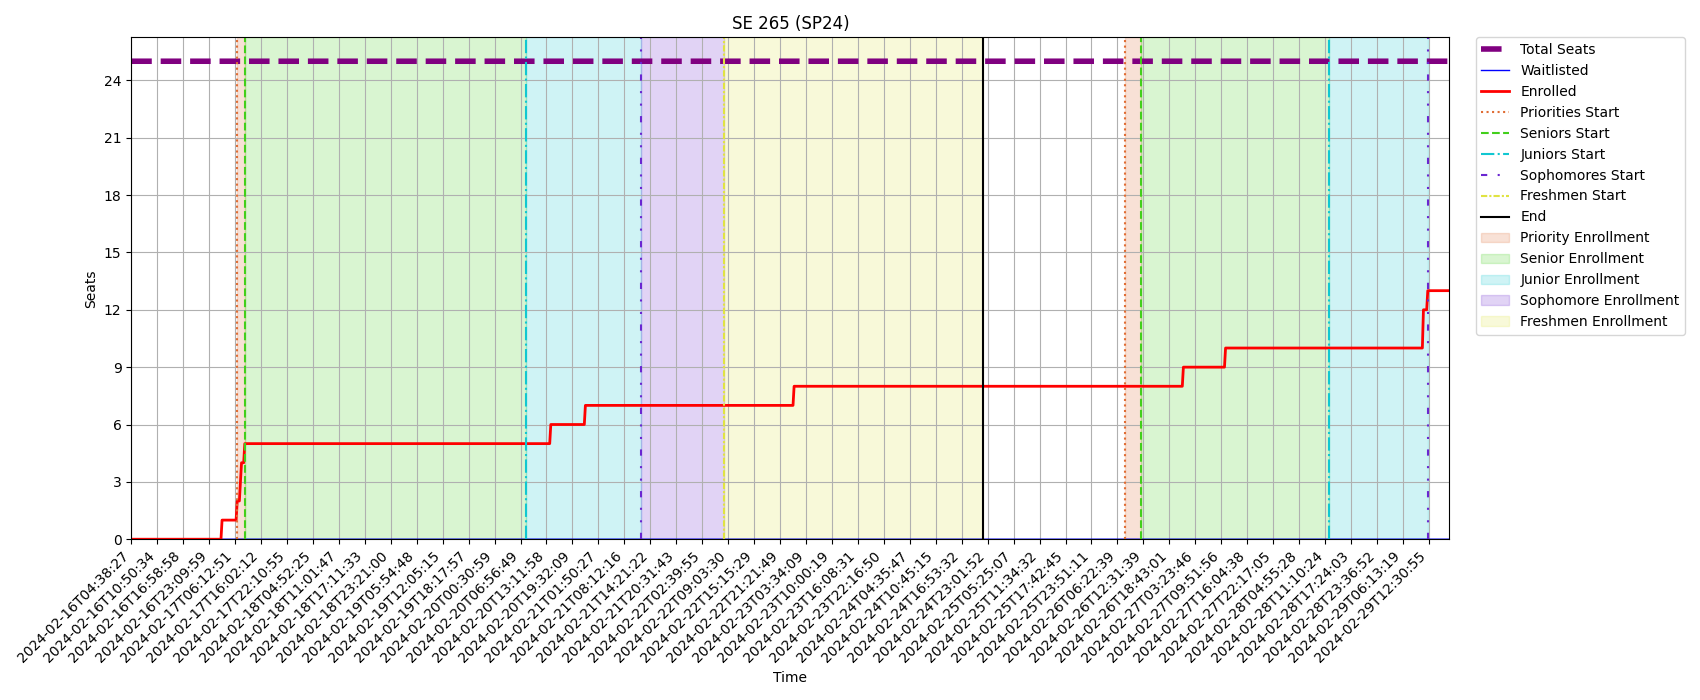 SE 265 (SP24)
Seats
24
21
18
15
12
9
6
3
0
2024-02-16T04:38:27
2024-02-16T10:50:34
2024-02-16T16:58:58
2024-02-16T23:09:59
2024-02-17T06:12:51
2024-02-17T16:02:12
2024-02-17T22:10:55
2024-02-18T04:52:25
2024-02-18T11:01:47
2024-02-18T17:11:33
2024-02-18T23:21:00
2024-02-19T05:54:48
2024-02-19T12:05:15
2024-02-19T18:17:57
2024-02-20T00:30:59
2024-02-20T06:56:49
2024-02-20T13:11:58
2024-02-20T19:32:09
2024-02-21T01:50:27
2024-02-21T08:12:16
2024-02-21T14:21:22
2024-02-21T20:31:43
2024-02-22T02:39:55
2024-02-22T09:03:30
2024-02-22T15:15:29
2024-02-22T21:21:49
2024-02-23T03:34:09
2024-02-23T10:00:19
2024-02-23T16:08:31
2024-02-23T22:16:50
2024-02-24T04:35:47
2024-02-24T10:45:15
2024-02-24T16:53:32
2024-02-24T23:01:52
2024-02-25T05:25:07
2024-02-25T11:34:32
2024-02-25T17:42:45
2024-02-25T23:51:11
2024-02-26T06:22:39
2024-02-26T12:31:39
2024-02-26T18:43:01
2024-02-27T03:23:46
2024-02-27T09:51:56
2024-02-27T16:04:38
2024-02-27T22:17:05
2024-02-28T04:55:28
2024-02-28T11:10:24
2024-02-28T17:24:03
2024-02-28T23:36:52
2024-02-29T06:13:19
2024-02-29T12:30:55
Time
Total Seats
Waitlisted
Enrolled
Priorities Start
Seniors Start
Juniors Start
Sophomores Start
Freshmen Start
End
Priority Enrollment
Senior Enrollment
Junior Enrollment
Sophomore Enrollment
Freshmen Enrollment